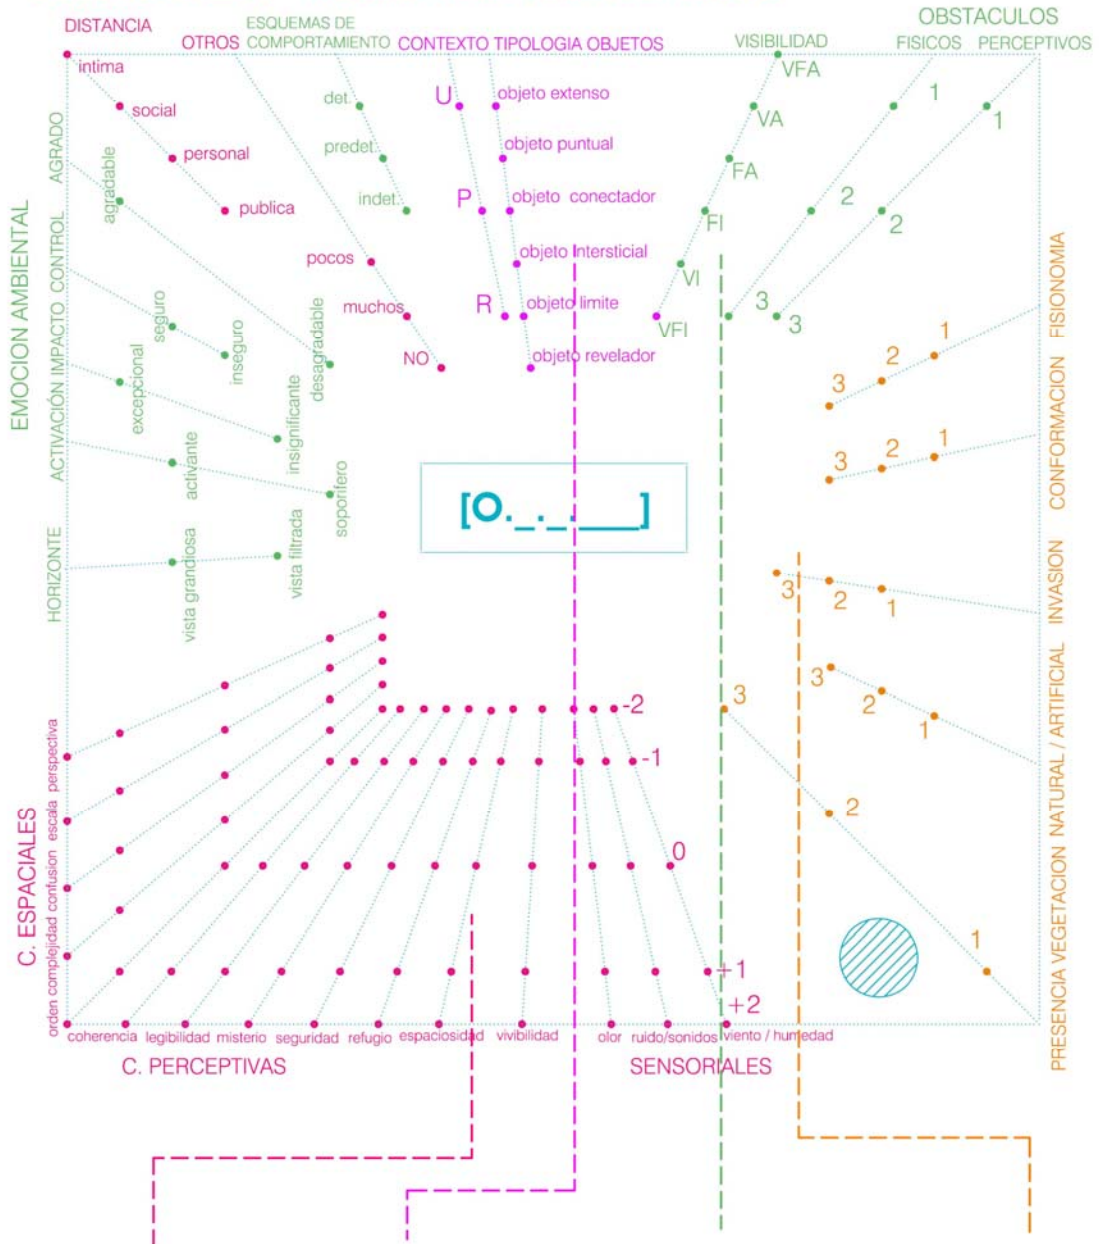 DISTANCIA
OTROS
ESQUEMAS DE
COMPORTAMIENTO
CONTEXTO TIPOLOGIA OBJETOS
VISIBILIDAD
OBSTACULOS
FISICOS
PERCEPTIVOS
intima
social
personal
publica
pocos
muchos
NO
det.
predet.
indet.
U
P
R
objeto extenso
objeto puntual
objeto conectador
objeto intersticial
objeto limite
objeto revelador
VFA
VA
FA
FI
VI
VFI
1
2
3
1
2
3
EMOCION AMBIENTAL
AGRADO
CONTROL
IMPACTO
ACTIVACIÓN
HORIZONTE
agradable
desagradable
seguro
inseguro
excepcional
insignificante
activante
soporifero
vista grandiosa
vista filtrada
[O._._.___]
FISIONOMIA
1
2
3
CONFORMACION
1
2
3
INVASION
3
2
1
PRESENCIA VEGETACION NATURAL / ARTIFICIAL
3
2
1
3
2
1
C. ESPACIALES
perspectiva
escala
confusion
complejidad
orden
-2
-1
0
+1
+2
coherencia
legibilidad
misterio
seguridad
refugio
espaciosidad
vivibilidad
olor
ruido/sonidos
viento / humedad
C. PERCEPTIVAS
SENSORIALES